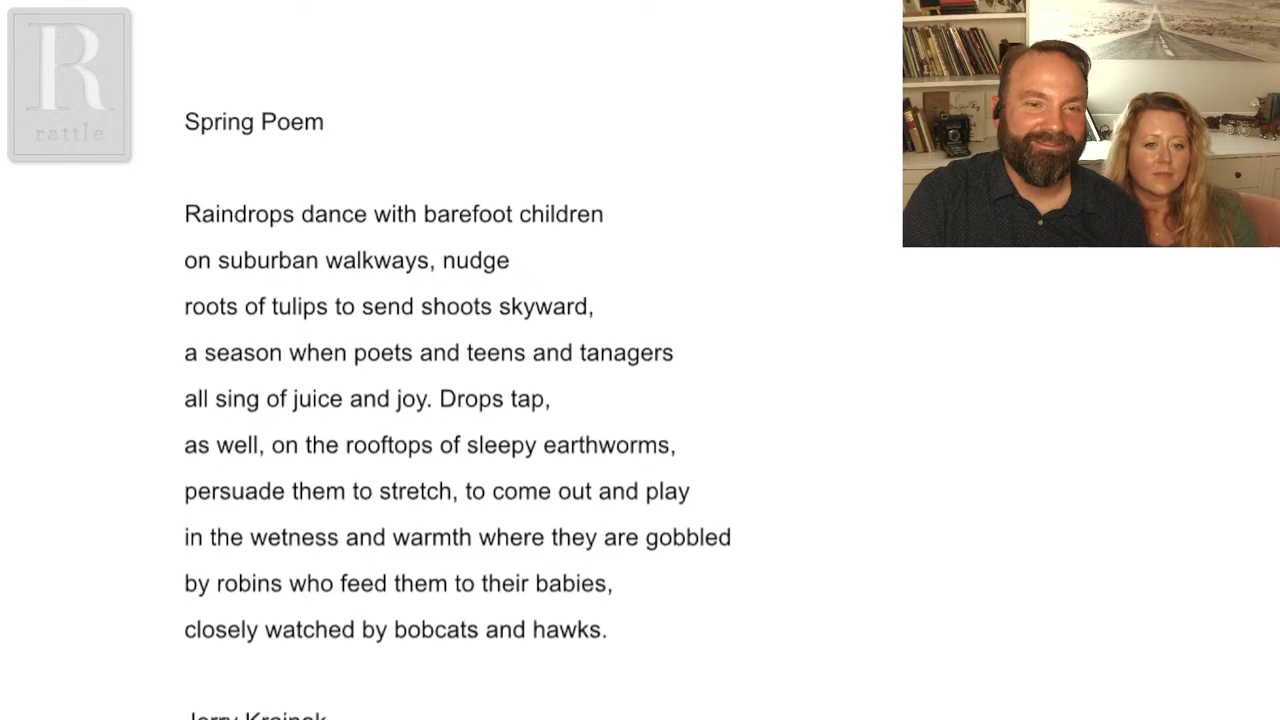 R
rattle
Spring Poem
Raindrops dance with barefoot children
on suburban walkways, nudge
roots of tulips to send shoots skyward,
a season when poets and teens and tanagers
all sing of juice and joy. Drops tap,
as well, on the rooftops of sleepy earthworms,
persuade them to stretch, to come out and play
in the wetness and warmth where they are gobbled
by robins who feed them to their babies,
closely watched by bobcats and hawks.
Jerry Krajnak